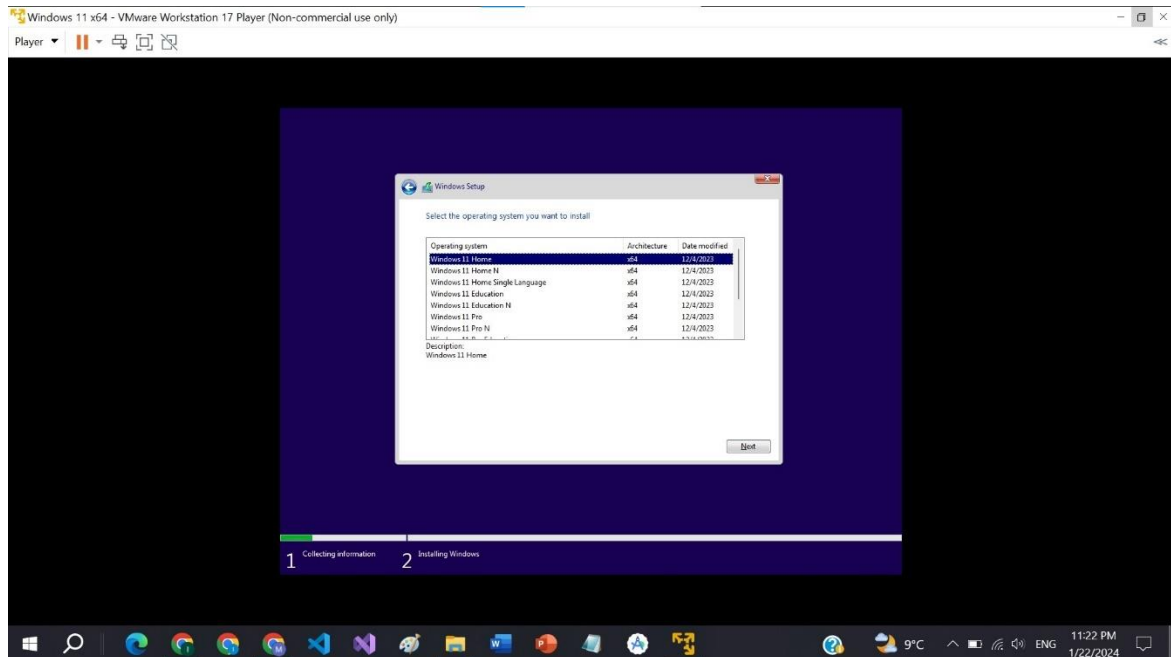 Windows 11 x64 - VMware Workstation 17 Player (Non-commercial use only)
Player
Windows Setup
Select the operating system you want to install
Operating system Architecture Date modified
Windows 11 Home x64 12/4/2023
Windows 11 Home N x64 12/4/2023
Windows 11 Home Single Language x64 12/4/2023
Windows 11 Education x64 12/4/2023
Windows 11 Education N x64 12/4/2023
Windows 11 Pro x64 12/4/2023
Windows 11 Pro N x64 12/4/2023
Description:
Windows 11 Home
Next
1 Collecting information 2 Installing Windows
9°C ENG 11:22 PM
1/22/2024